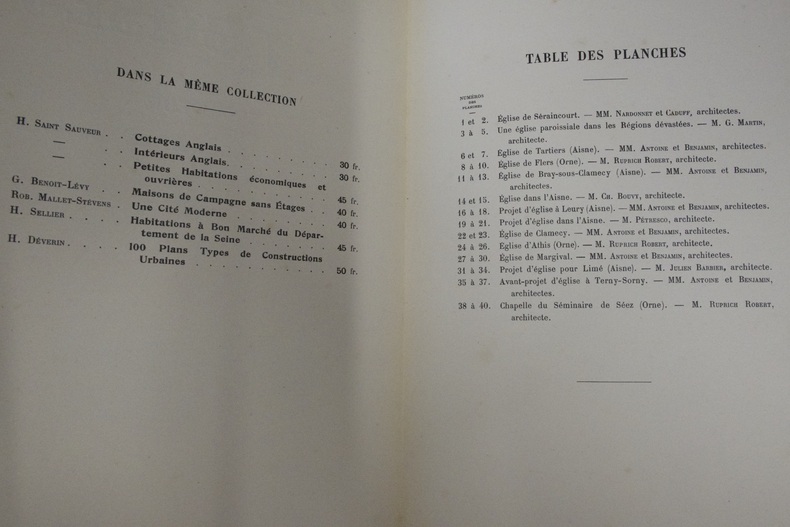 DANS LA MÊME COLLECTION
H. Saint Sauveur . . Cottages Anglais . . . . . . . . 30 fr.
— . . Intérieurs Anglais. . . . . . . . 30 fr.
— . . Petites Habitations économiques et
ouvrières . . . . . . . . . . 45 fr.
G. Benoit-Lévy . . Maisons de Campagne sans Étages . . 40 fr.
Rob. Mallet-Stevens . Une Cité Moderne . . . . . . . 40 fr.
H. Sellier . . . . Habitations à Bon Marché du Dépar-
tement de la Seine . . . . . . . 45 fr.
H. Déverin . . . . 100 Plans Types de Constructions
Urbaines . . . . . . . . . . 50 fr.
TABLE DES PLANCHES
NUMÉROS
DES
PLANCHES
1 et 2. Église de Séraincourt. — MM. Nardonnet et Caduff, architectes.
3 à 5. Une église paroissiale dans les Régions dévastées. — M. G. Martin,
architecte.
6 et 7. Église de Tartiers (Aisne). — MM. Antoine et Benjamin, architectes.
8 à 10. Église de Flers (Orne). — M. Ruprich Robert, architecte.
11 à 13. Église de Bray-sous-Clamecy (Aisne). — MM. Antoine et Benjamin,
architectes.
14 et 15. Église dans l'Aisne. — M. Ch. Bouvy, architecte.
16 à 18. Projet d'église à Leury (Aisne). — MM. Antoine et Benjamin, architectes.
19 à 21. Projet d'église dans l'Aisne. — M. Pétresco, architecte.
22 et 23. Église de Clamecy. — MM. Antoine et Benjamin, architectes.
24 à 26. Église d'Athis (Orne). — M. Ruprich Robert, architecte.
27 à 30. Église de Margival. — MM. Antoine et Benjamin, architectes.
31 à 34. Projet d'église pour Limé (Aisne). — M. Julien Barbier, architecte.
35 à 37. Avant-projet d'église à Terny-Sorny. — MM. Antoine et Benjamin,
architectes.
38 à 40. Chapelle du Séminaire de Séez (Orne). — M. Ruprich Robert,
architecte.